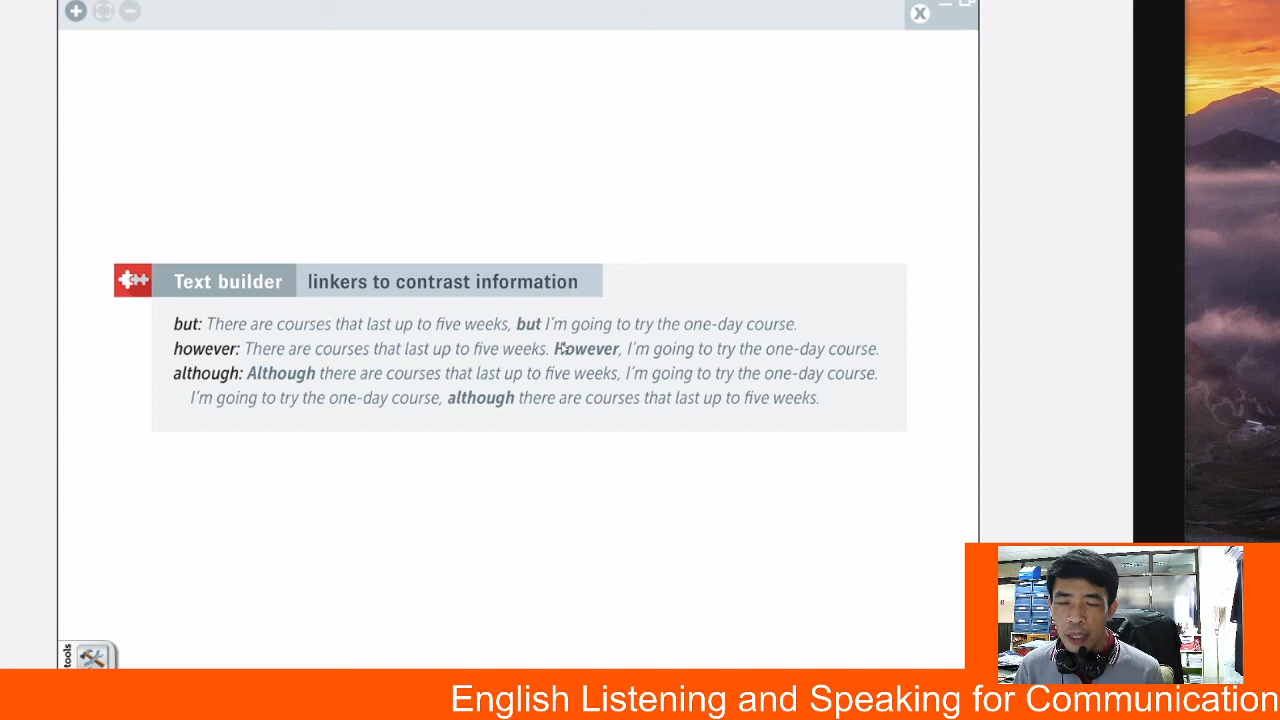 Text builder linkers to contrast information
but: There are courses that last up to five weeks, but I'm going to try the one-day course.
however: There are courses that last up to five weeks. However, I'm going to try the one-day course.
although: Although there are courses that last up to five weeks, I'm going to try the one-day course.
I'm going to try the one-day course, although there are courses that last up to five weeks.
tools
English Listening and Speaking for Communication